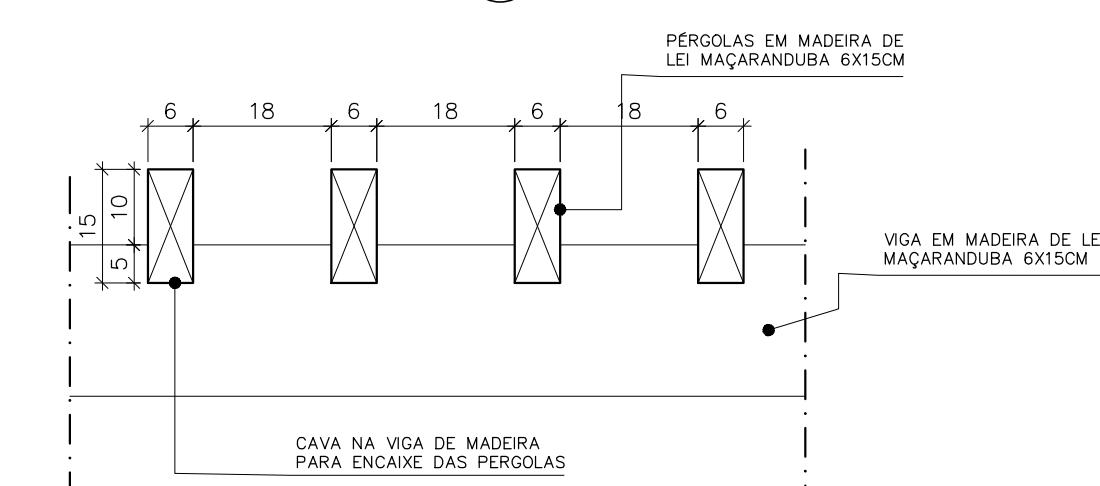 PÉRGOLAS EM MADEIRA DE
LEI MAÇARANDUBA 6X15CM
6 18 6 18 6 18 6
15
10
5
VIGA EM MADEIRA DE LE
MAÇARANDUBA 6X15CM
CAVA NA VIGA DE MADEIRA
PARA ENCAIXE DAS PERGOLAS